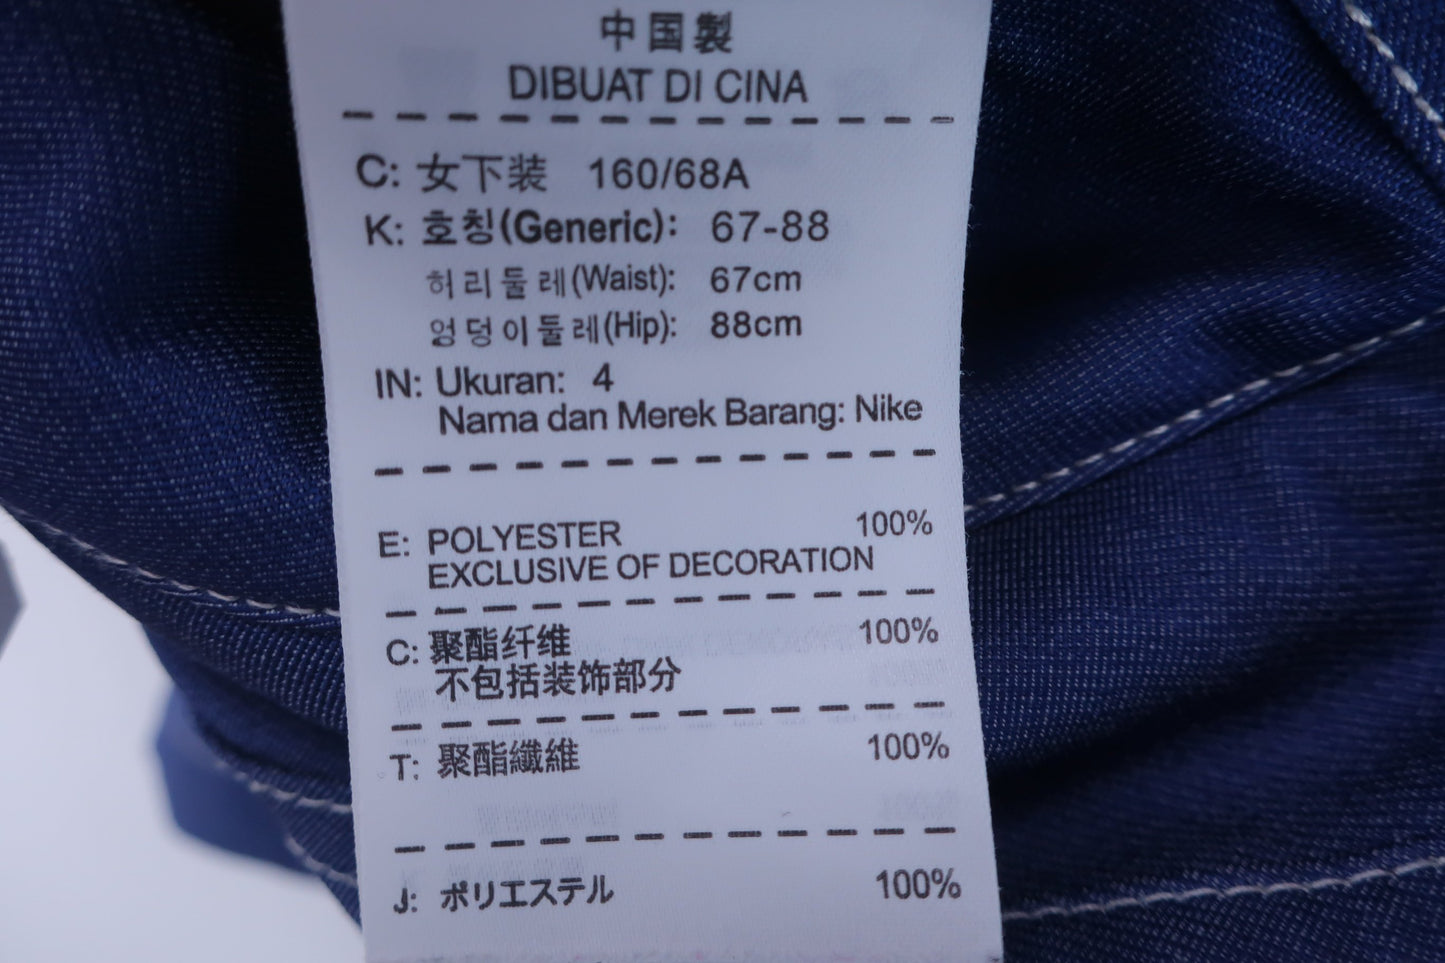 中国製
DIBUAT DI CINA
C: 女下装 160/68A
K: 호칭(Generic): 67-88
허리둘레(Waist): 67cm
엉덩이둘레(Hip): 88cm
IN: Ukuran: 4
Nama dan Merek Barang: Nike
E: POLYESTER 100%
EXCLUSIVE OF DECORATION
C: 聚酯纤维 100%
不包括装饰部分
T: 聚酯纖維 100%
J: ポリエステル 100%